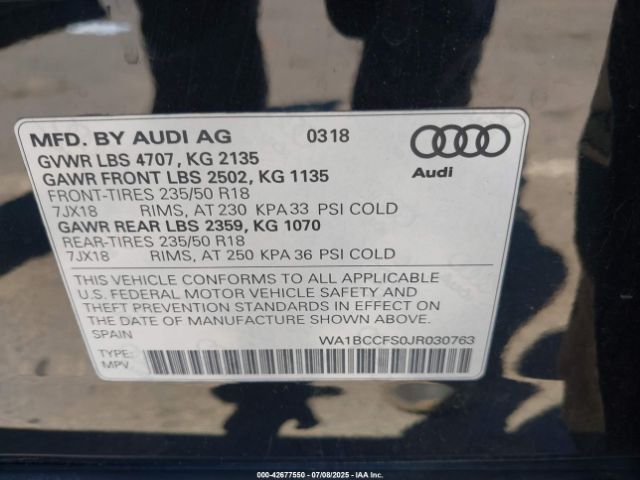 MFD. BY AUDI AG 0318
GVWR LBS 4707, KG 2135
GAWR FRONT LBS 2502, KG 1135
FRONT-TIRES 235/50 R18
7JX18 RIMS, AT 230 KPA 33 PSI COLD
GAWR REAR LBS 2359, KG 1070
REAR-TIRES 235/50 R18
7JX18 RIMS, AT 250 KPA 36 PSI COLD
Audi
THIS VEHICLE CONFORMS TO ALL APPLICABLE
U.S. FEDERAL MOTOR VEHICLE SAFETY AND
THEFT PREVENTION STANDARDS IN EFFECT ON
THE DATE OF MANUFACTURE SHOWN ABOVE.
SPAIN WA1BCCFS0JR030763
TYPE:
MPV
000-42677550 - 07/08/2025 - IAA Inc.